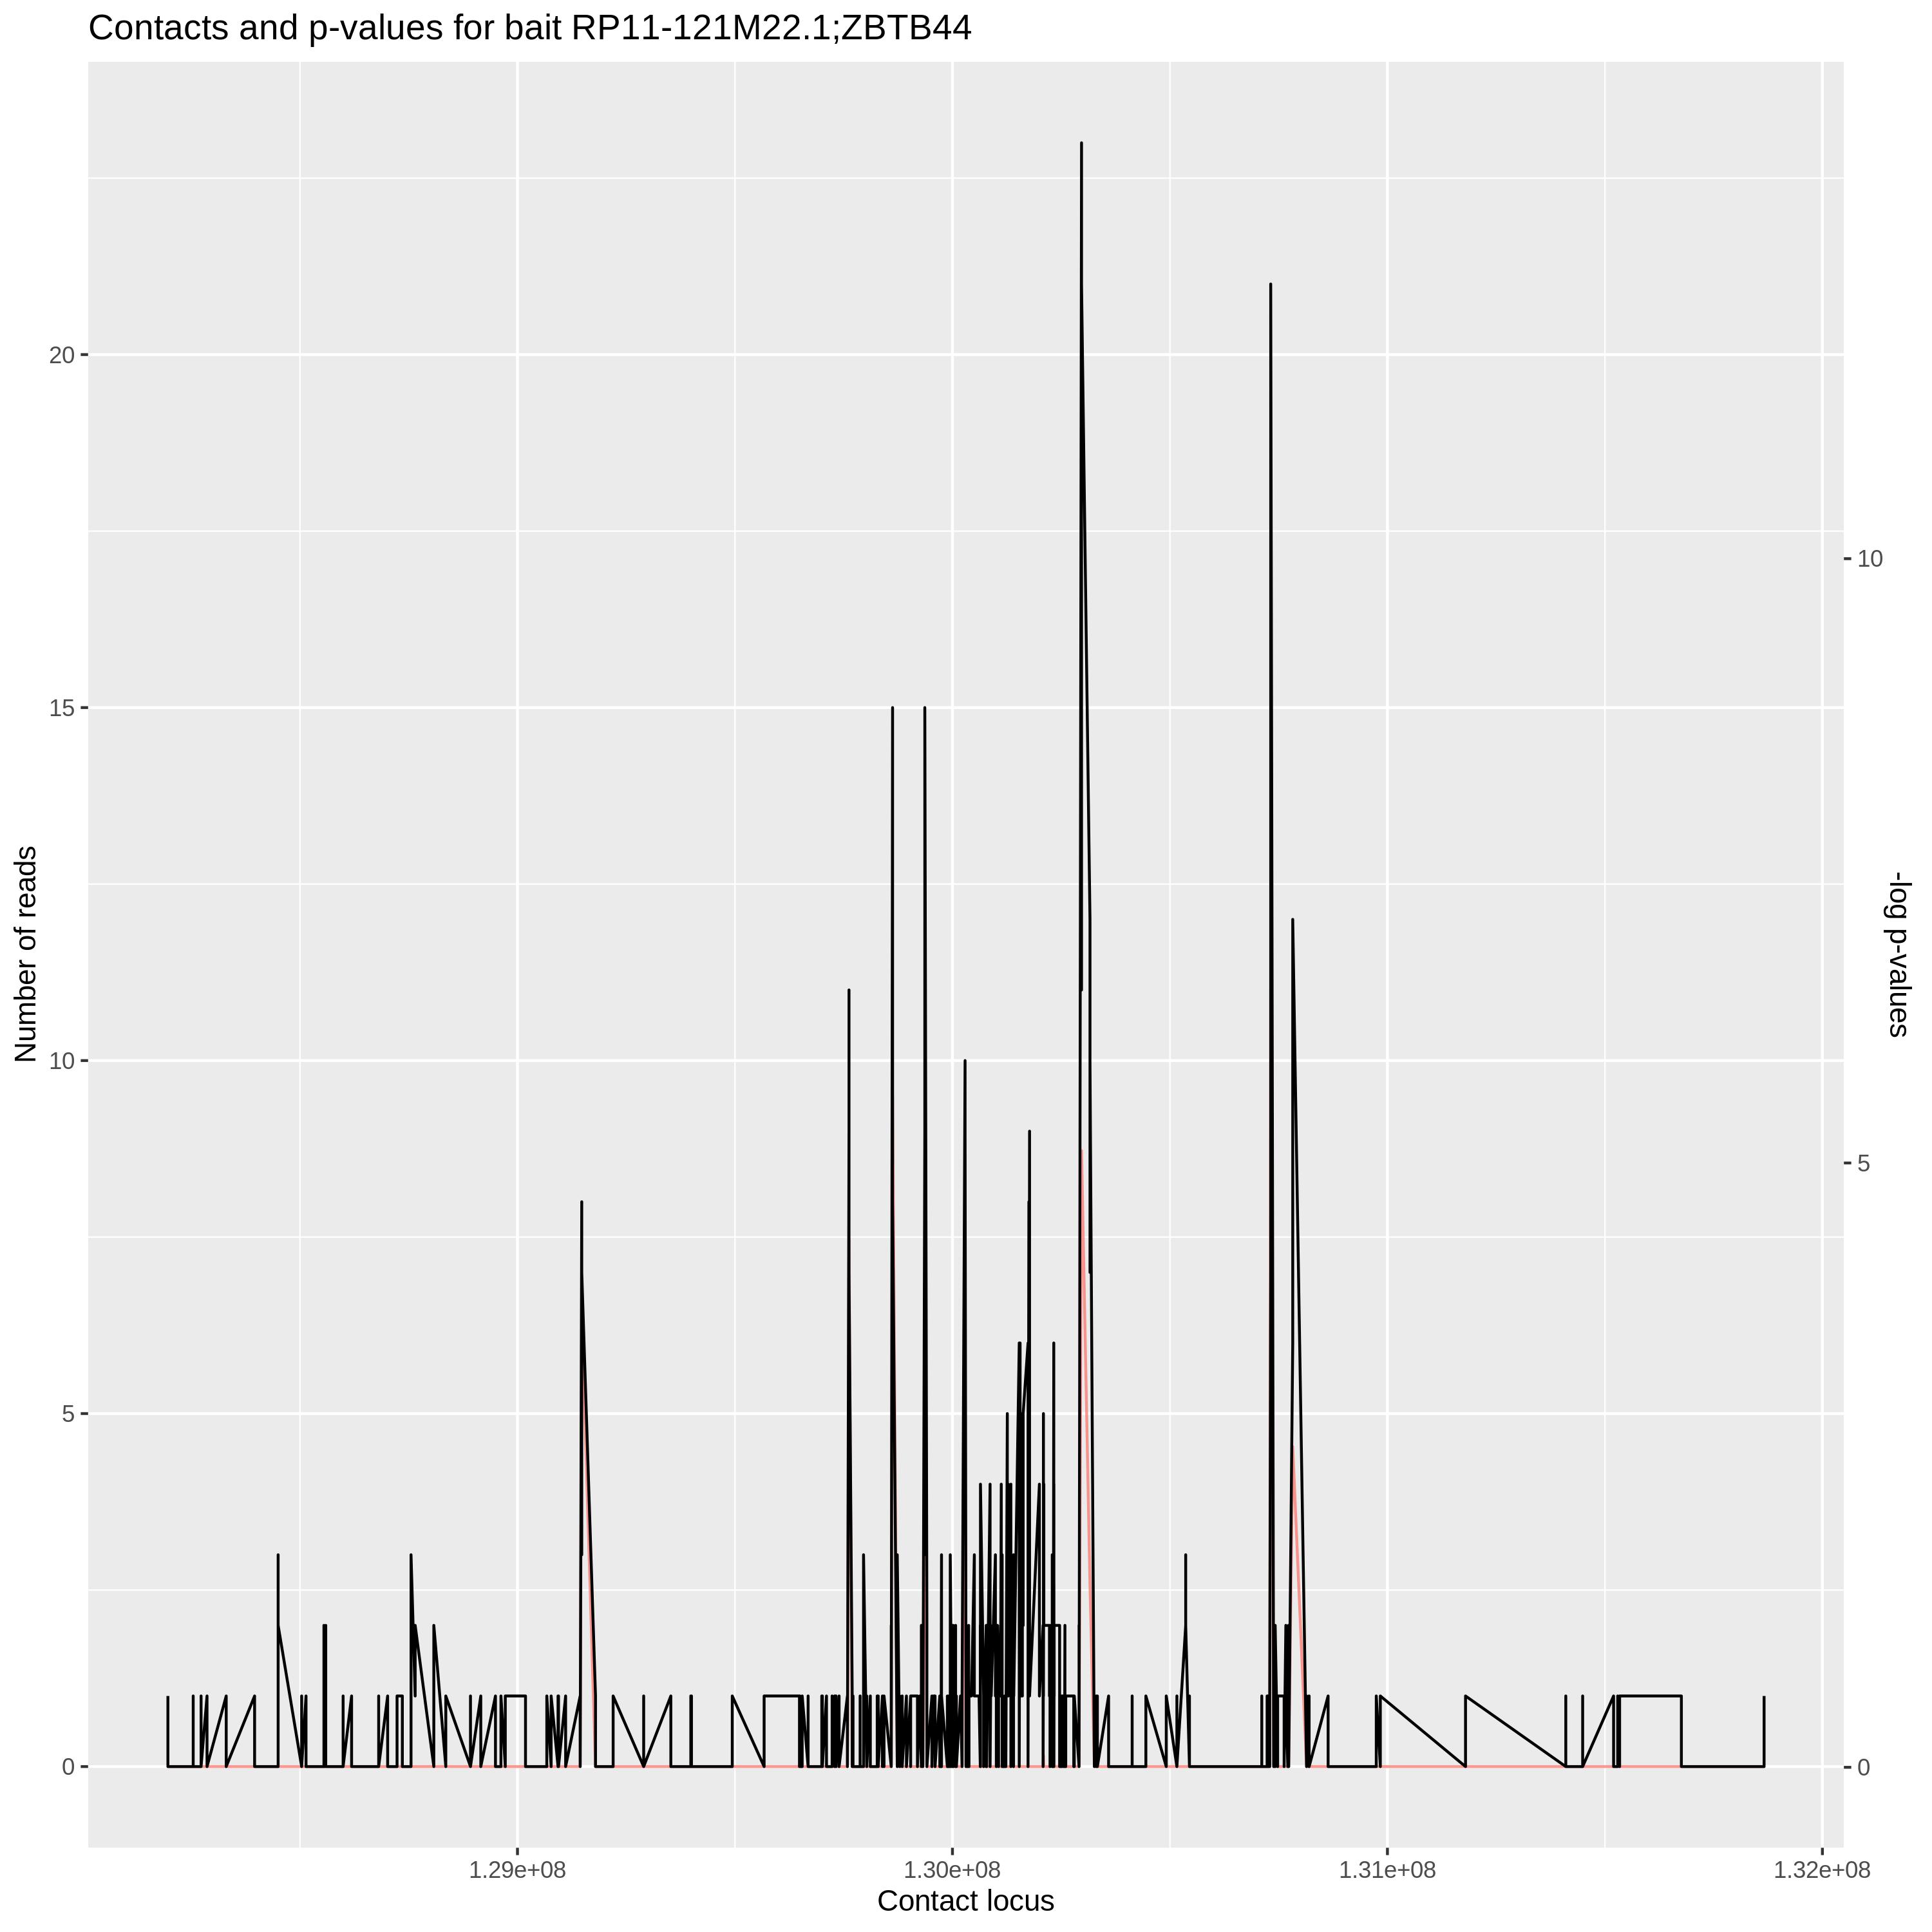 Contacts and p-values for bait RP11-121M22.1;ZBTB44
Number of reads
20
15
10
5
0
10
5
0
-log p-values
1.29e+08 1.30e+08 1.31e+08 1.32e+08
Contact locus